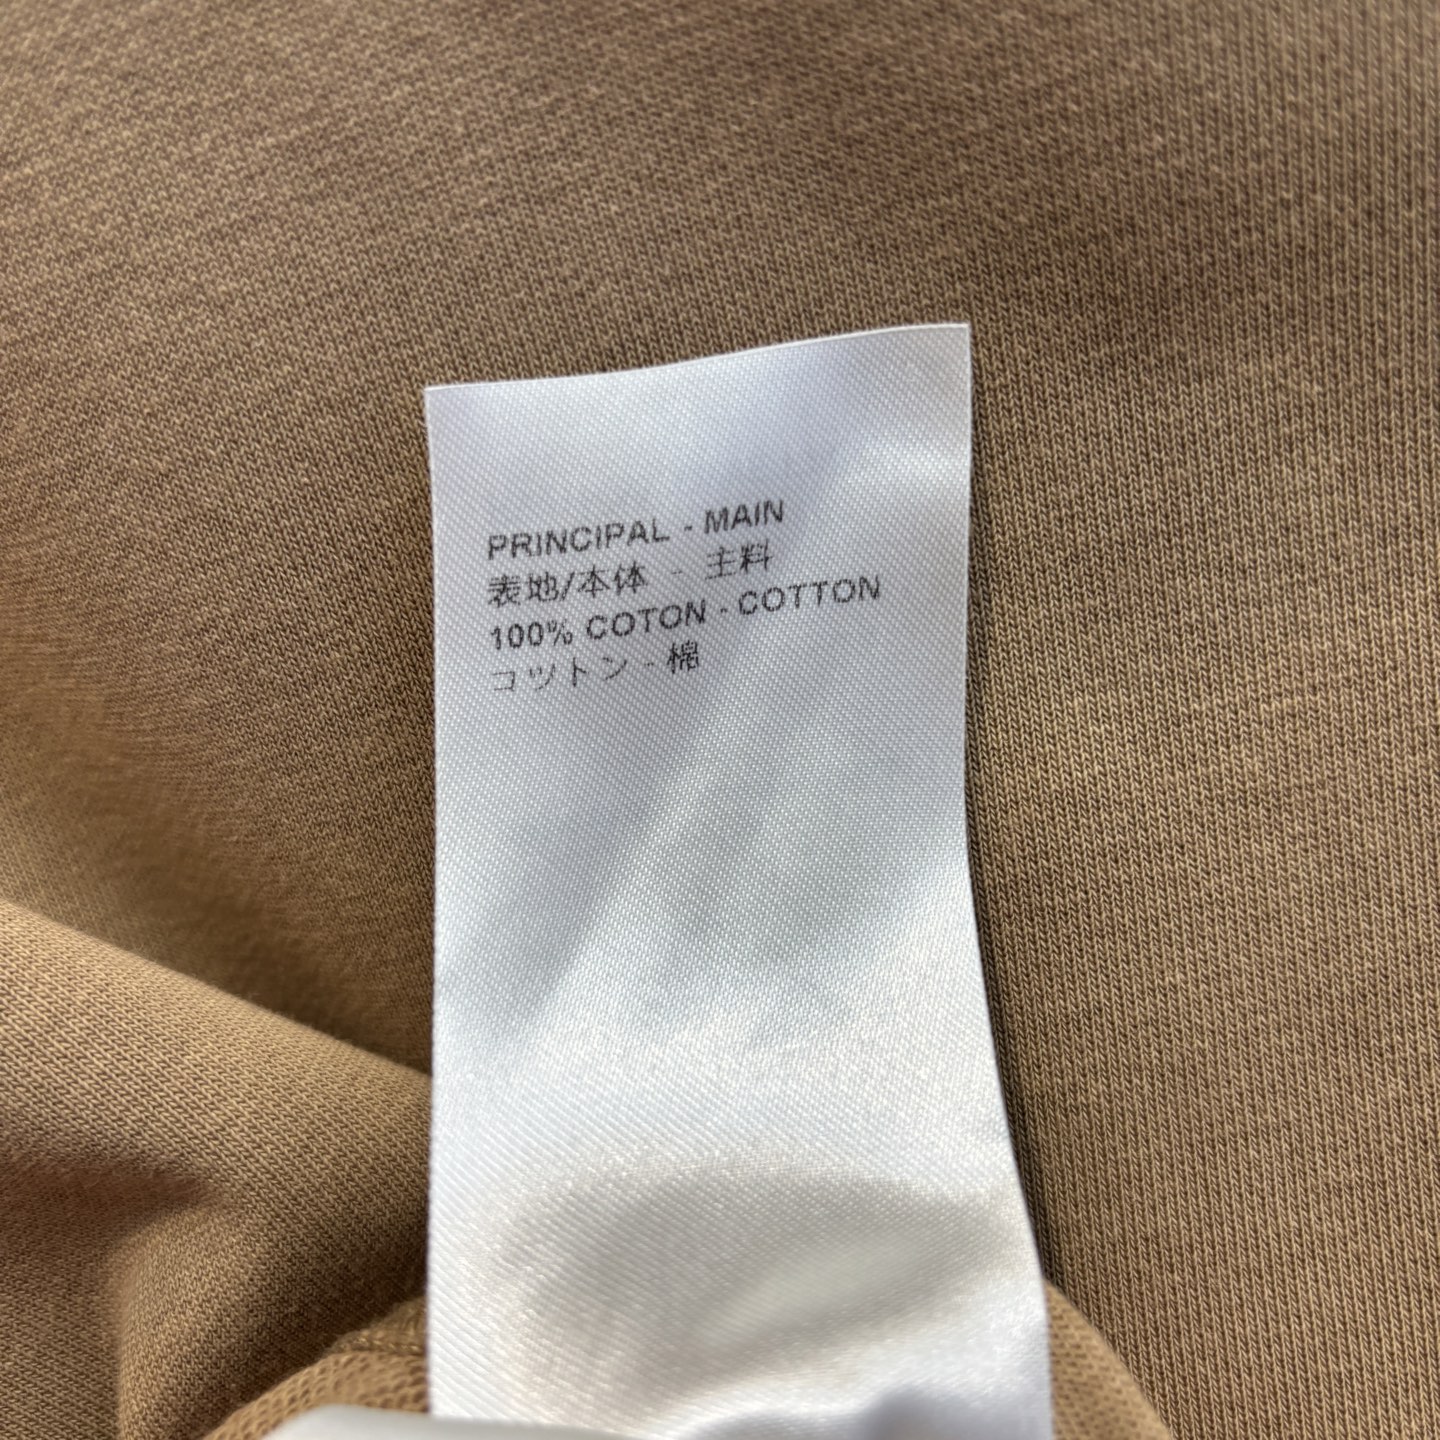 PRINCIPAL - MAIN
表地/本体 - 主料
100% COTON - COTTON
コットン - 棉